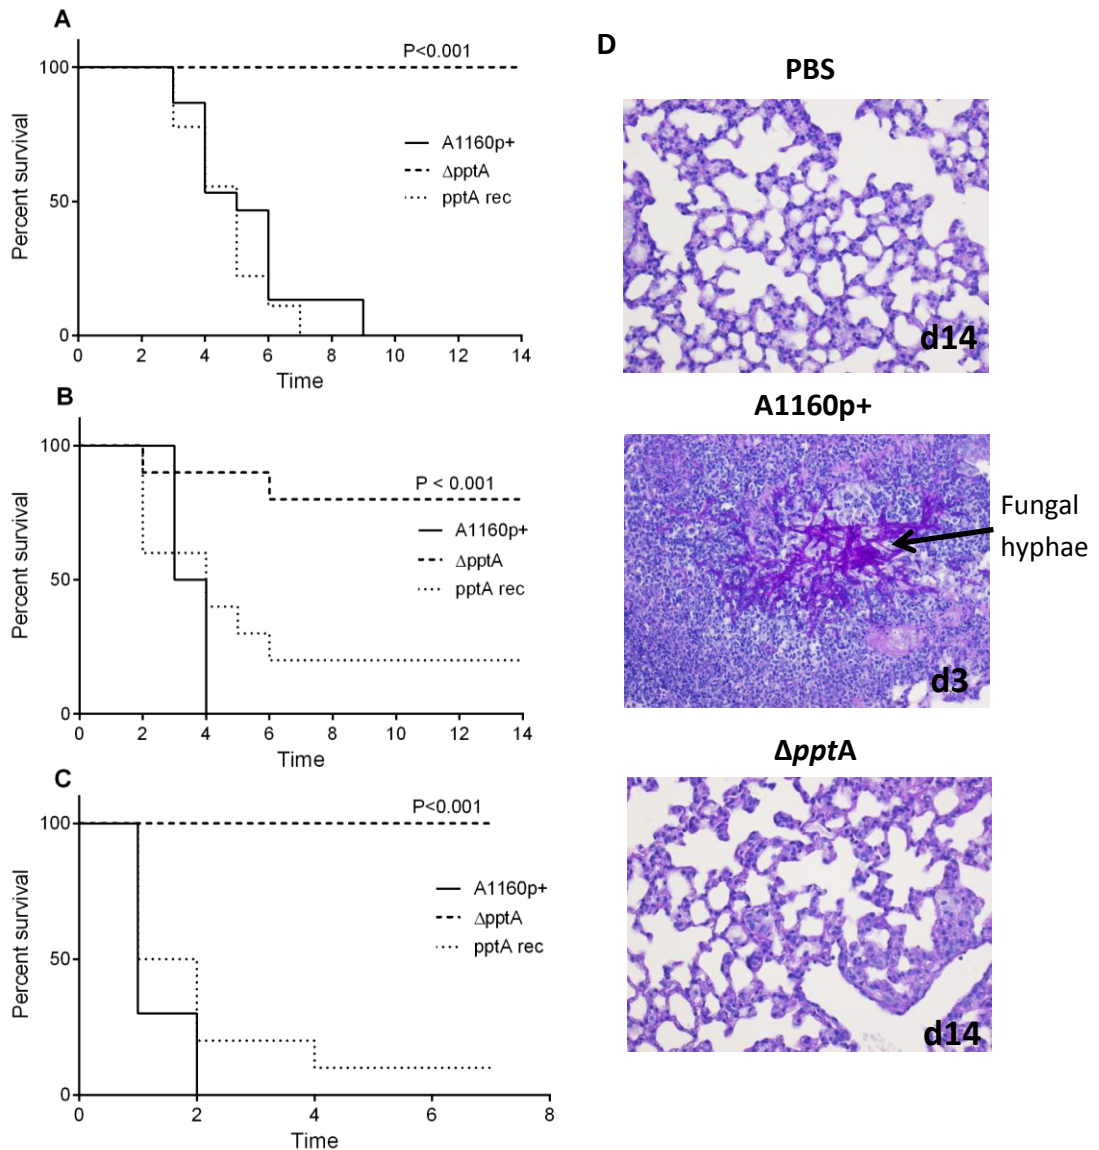 A
P<0.001
100
50
0
Percent survival
A1160p+
ΔpptA
pptA rec
0 2 4 6 8 10 12 14
Time
B
P < 0.001
100
50
0
Percent survival
A1160p+
ΔpptA
pptA rec
0 2 4 6 8 10 12 14
Time
C
P<0.001
100
50
0
Percent survival
A1160p+
ΔpptA
pptA rec
0 2 4 6 8
Time
D
PBS
d14
A1160p+
Fungal
hyphae
d3
ΔpptA
d14